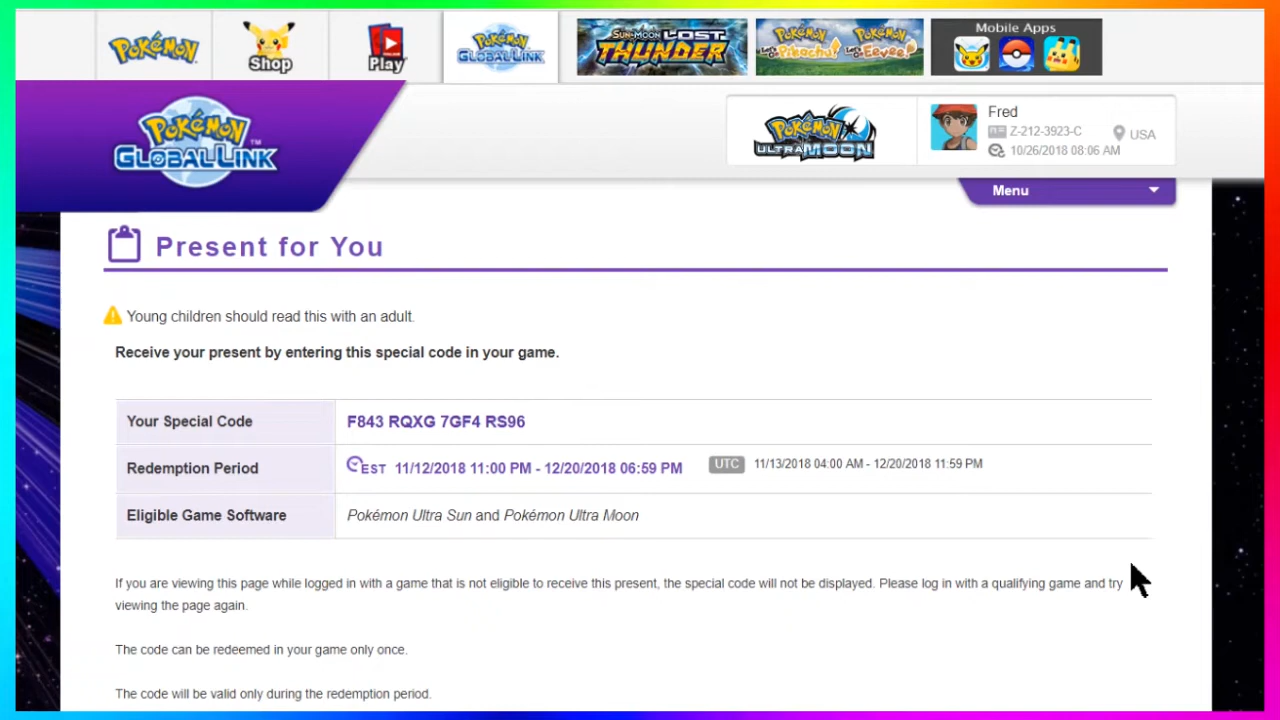 Pokémon
Shop
Play
Pokémon
GLOBAL LINK
SUN & MOON LOST
THUNDER
Pokémon
Let's Go, Pikachu!
Pokémon
Let's Go, Eevee!
Mobile Apps
Pokémon
GLOBAL LINK™
Pokémon
ULTRA MOON
Fred
Z-212-3923-C
USA
10/26/2018 08:06 AM
Menu
Present for You
Young children should read this with an adult.
Receive your present by entering this special code in your game.
Your Special Code F843 RQXG 7GF4 RS96
Redemption Period EST 11/12/2018 11:00 PM - 12/20/2018 06:59 PM UTC 11/13/2018 04:00 AM - 12/20/2018 11:59 PM
Eligible Game Software Pokémon Ultra Sun and Pokémon Ultra Moon
If you are viewing this page while logged in with a game that is not eligible to receive this present, the special code will not be displayed. Please log in with a qualifying game and try
viewing the page again.
The code can be redeemed in your game only once.
The code will be valid only during the redemption period.